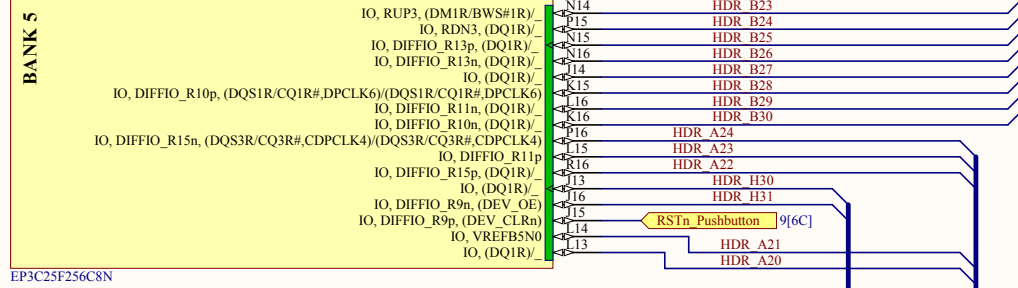 BANK 5
IO, RUP3, (DM1R/BWS#1R)/_ N14 HDR_B23
IO, RDN3, (DQ1R)/_ P15 HDR_B24
IO, DIFFIO_R13p, (DQ1R)/_ N15 HDR_B25
IO, DIFFIO_R13n, (DQ1R)/_ N16 HDR_B26
IO, (DQ1R)/_ J14 HDR_B27
IO, DIFFIO_R10p, (DQS1R/CQ1R#,DPCLK6)/(DQS1R/CQ1R#,DPCLK6) K15 HDR_B28
IO, DIFFIO_R11n, (DQ1R)/_ L16 HDR_B29
IO, DIFFIO_R10n, (DQ1R)/_ K16 HDR_B30
IO, DIFFIO_R15n, (DQS3R/CQ3R#,CDPCLK4)/(DQS3R/CQ3R#,CDPCLK4) P16 HDR_A24
IO, DIFFIO_R11p L15 HDR_A23
IO, DIFFIO_R15p, (DQ1R)/_ R16 HDR_A22
IO, (DQ1R)/_ J13 HDR_H30
IO, DIFFIO_R9n, (DEV_OE) J16 HDR_H31
IO, DIFFIO_R9p, (DEV_CLRn) J15 RSTn_Pushbutton 9[6C]
IO, VREFB5N0 L14 HDR_A21
IO, (DQ1R)/_ L13 HDR_A20
EP3C25F256C8N